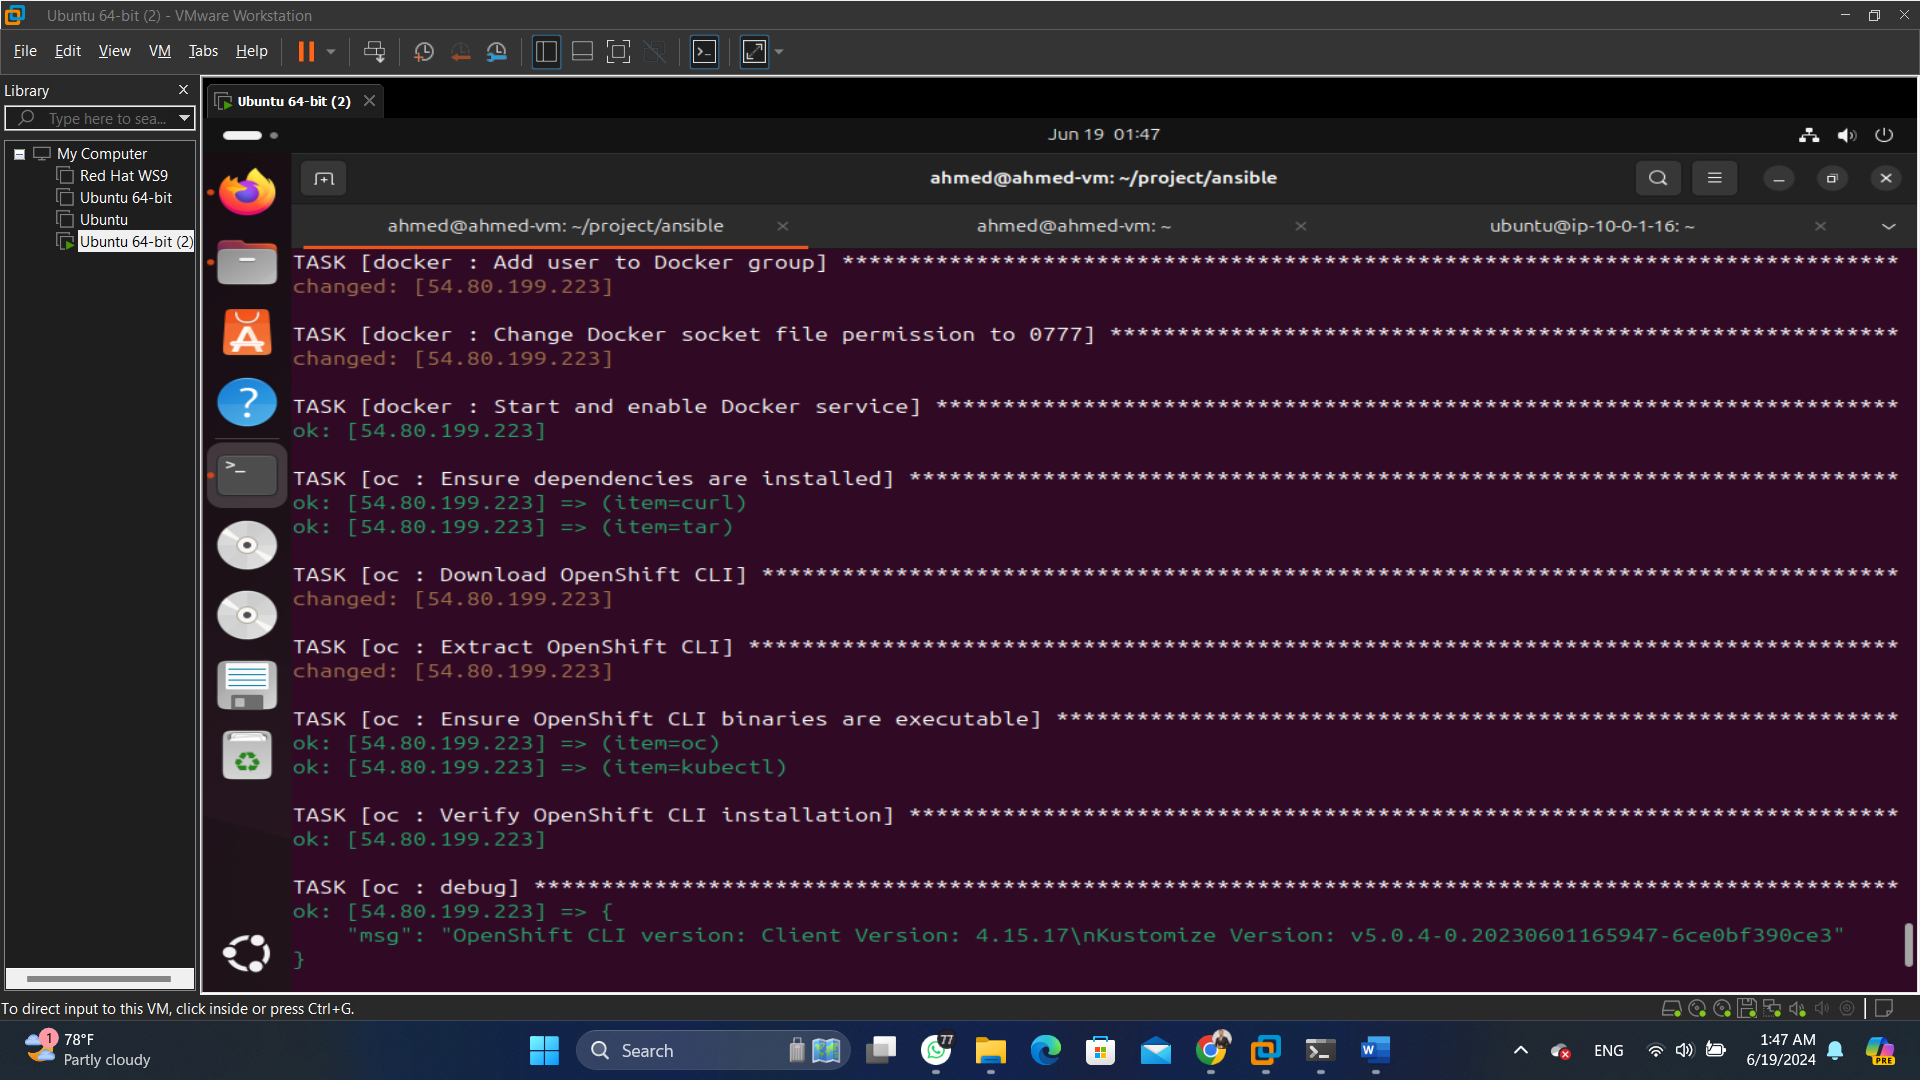 Ubuntu 64-bit (2) - VMware Workstation
File Edit View VM Tabs Help
Library
Type here to sea...
My Computer
Red Hat WS9
Ubuntu 64-bit
Ubuntu
Ubuntu 64-bit (2)
Ubuntu 64-bit (2)
Jun 19 01:47
ahmed@ahmed-vm: ~/project/ansible
ahmed@ahmed-vm: ~/project/ansible
ahmed@ahmed-vm: ~
ubuntu@ip-10-0-1-16: ~
TASK [docker : Add user to Docker group] *******************************************************************************
changed: [54.80.199.223]
TASK [docker : Change Docker socket file permission to 0777] ***********************************************************
changed: [54.80.199.223]
TASK [docker : Start and enable Docker service] ************************************************************************
ok: [54.80.199.223]
TASK [oc : Ensure dependencies are installed] **************************************************************************
ok: [54.80.199.223] => (item=curl)
ok: [54.80.199.223] => (item=tar)
TASK [oc : Download OpenShift CLI] *************************************************************************************
changed: [54.80.199.223]
TASK [oc : Extract OpenShift CLI] **************************************************************************************
changed: [54.80.199.223]
TASK [oc : Ensure OpenShift CLI binaries are executable] ***************************************************************
ok: [54.80.199.223] => (item=oc)
ok: [54.80.199.223] => (item=kubectl)
TASK [oc : Verify OpenShift CLI installation] **************************************************************************
ok: [54.80.199.223]
TASK [oc : debug] ******************************************************************************************************
ok: [54.80.199.223] => {
"msg": "OpenShift CLI version: Client Version: 4.15.17\nKustomize Version: v5.0.4-0.20230601165947-6ce0bf390ce3"
}
To direct input to this VM, click inside or press Ctrl+G.
1
78°F
Partly cloudy
Search
77
ENG
1:47 AM
6/19/2024
PRE